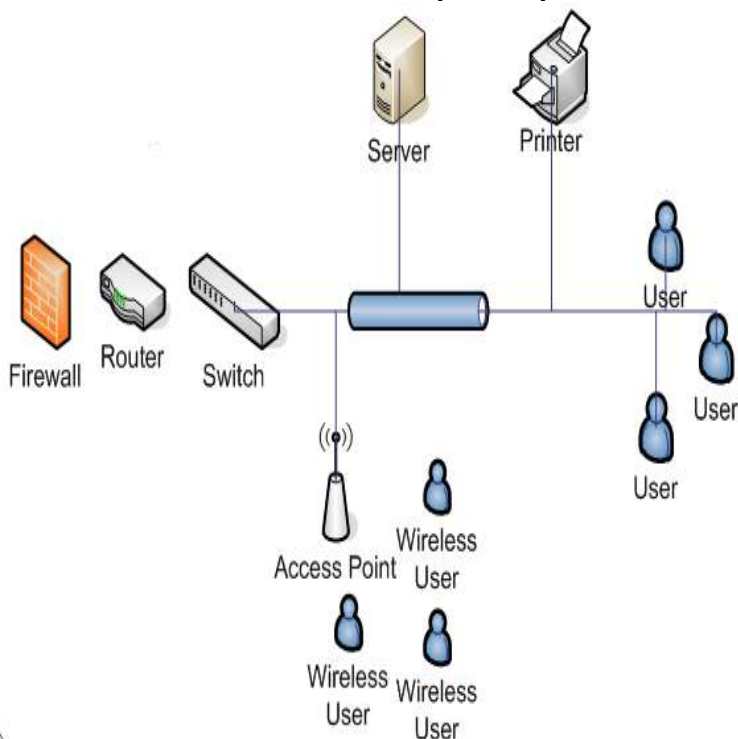 Server
Printer
User
Firewall
Router
Switch
User
User
Access Point
Wireless
User
Wireless
User
Wireless
User